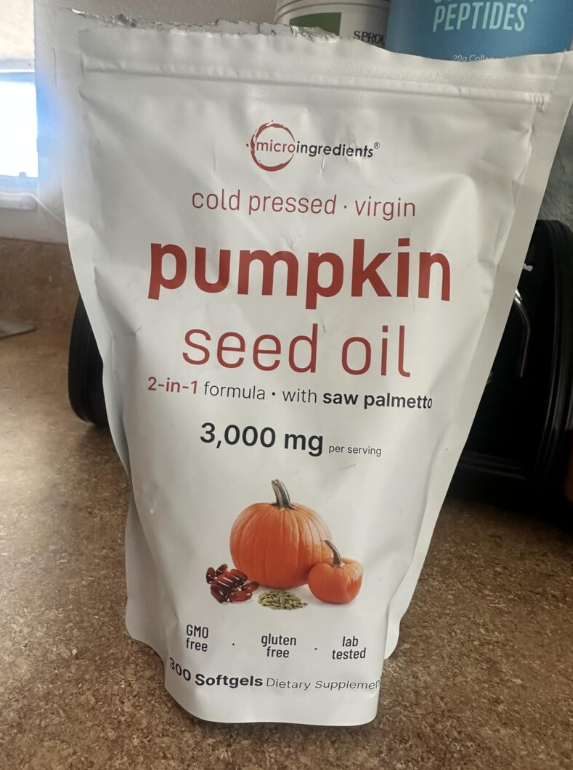 PEPTIDES
microingredients®
cold pressed · virgin
pumpkin
seed oil
2-in-1 formula • with saw palmetto
3,000 mg per serving
GMO free · gluten free · lab tested
300 Softgels Dietary Supplement